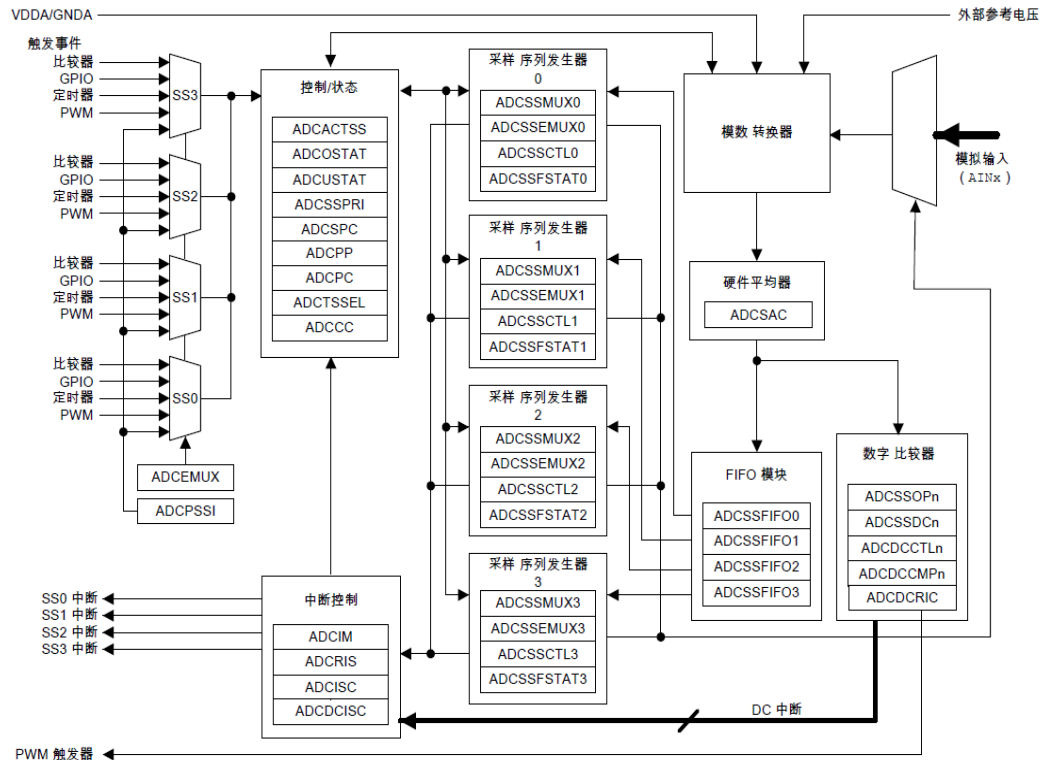 VDDA/GNDA
外部参考电压
触发事件
比较器
GPIO
定时器
PWM
SS3
比较器
GPIO
定时器
PWM
SS2
比较器
GPIO
定时器
PWM
SS1
比较器
GPIO
定时器
PWM
SS0
ADCEMUX
ADCPSSI
控制/状态
ADCACTSS
ADCOSTAT
ADCUSTAT
ADCSSPRI
ADCSPC
ADCPP
ADCPC
ADCTSSEL
ADCCC
采样 序列发生器
0
ADCSSMUX0
ADCSSEMUX0
ADCSSCTL0
ADCSSFSTAT0
采样 序列发生器
1
ADCSSMUX1
ADCSSEMUX1
ADCSSCTL1
ADCSSFSTAT1
采样 序列发生器
2
ADCSSMUX2
ADCSSEMUX2
ADCSSCTL2
ADCSSFSTAT2
采样 序列发生器
3
ADCSSMUX3
ADCSSEMUX3
ADCSSCTL3
ADCSSFSTAT3
模数 转换器
模拟输入
(AINx)
硬件平均器
ADCSAC
FIFO 模块
ADCSSFIFO0
ADCSSFIFO1
ADCSSFIFO2
ADCSSFIFO3
数字 比较器
ADCSSOPn
ADCSSDCn
ADCDCCTLn
ADCDCCMPn
ADCDCRIC
SS0 中断
SS1 中断
SS2 中断
SS3 中断
中断控制
ADCIM
ADCRIS
ADCISC
ADCDCISC
DC 中断
PWM 触发器